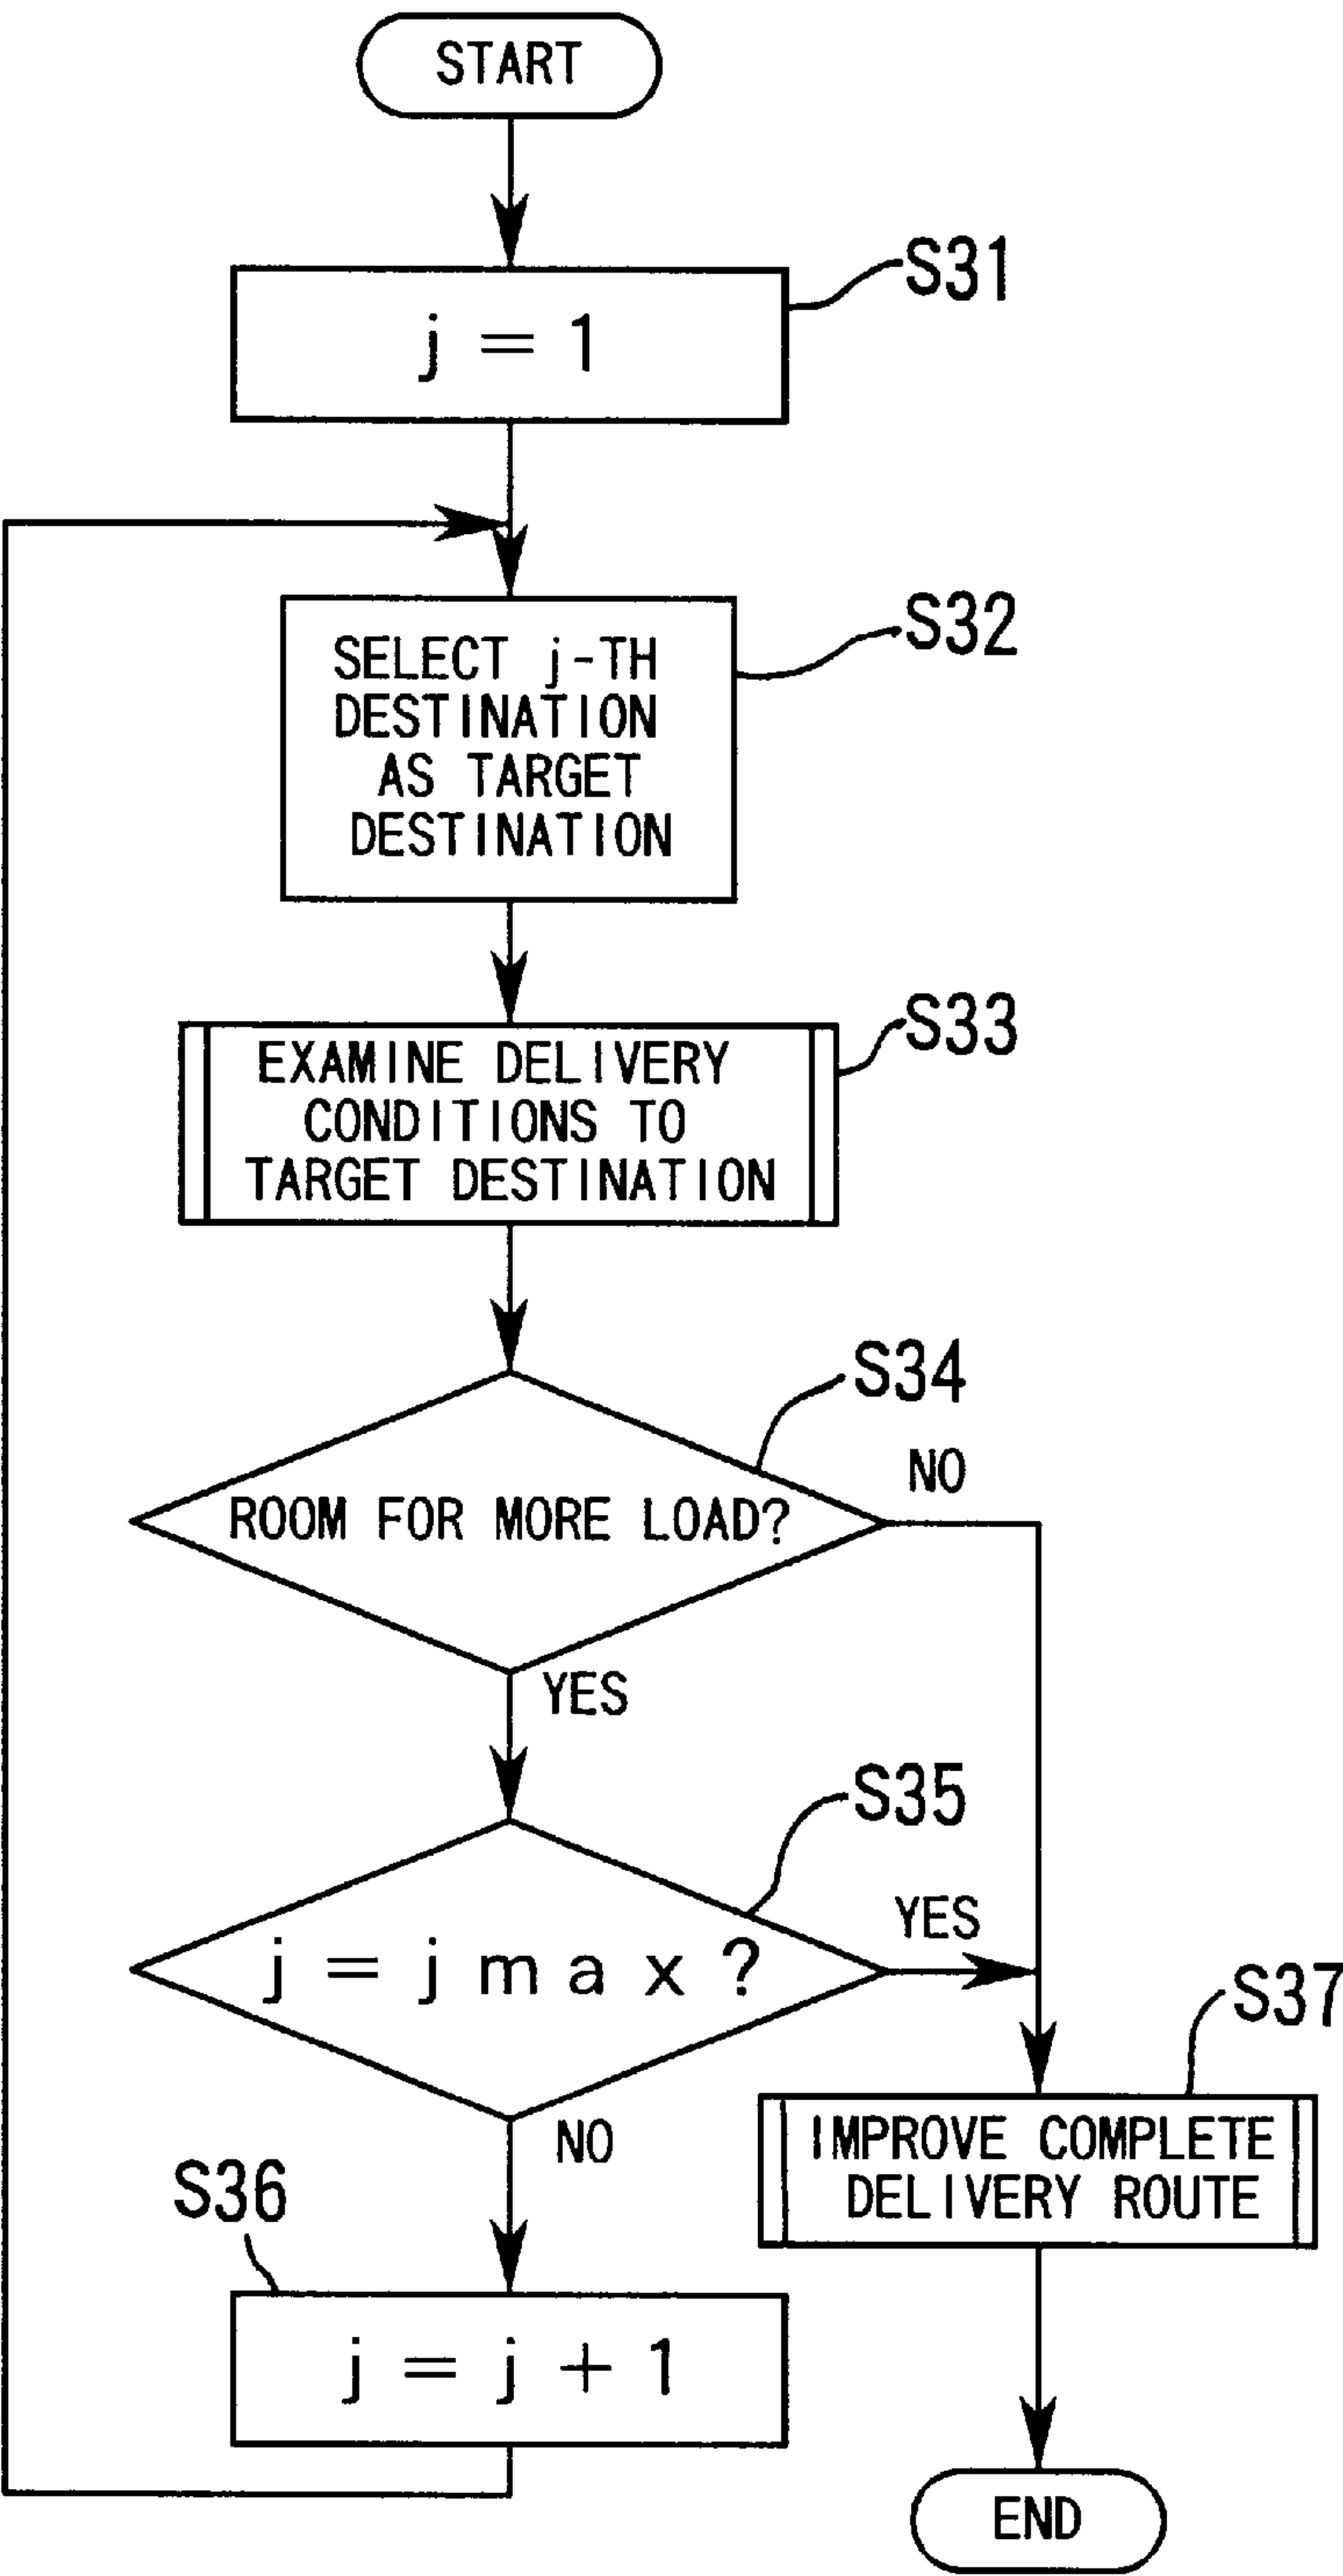 START
S31
j = 1
S32
SELECT j-TH
DESTINATION
AS TARGET
DESTINATION
S33
EXAMINE DELIVERY
CONDITIONS TO
TARGET DESTINATION
S34
NO
ROOM FOR MORE LOAD?
YES
S35
YES
j = jmax?
S37
NO
IMPROVE COMPLETE
DELIVERY ROUTE
S36
j = j + 1
END